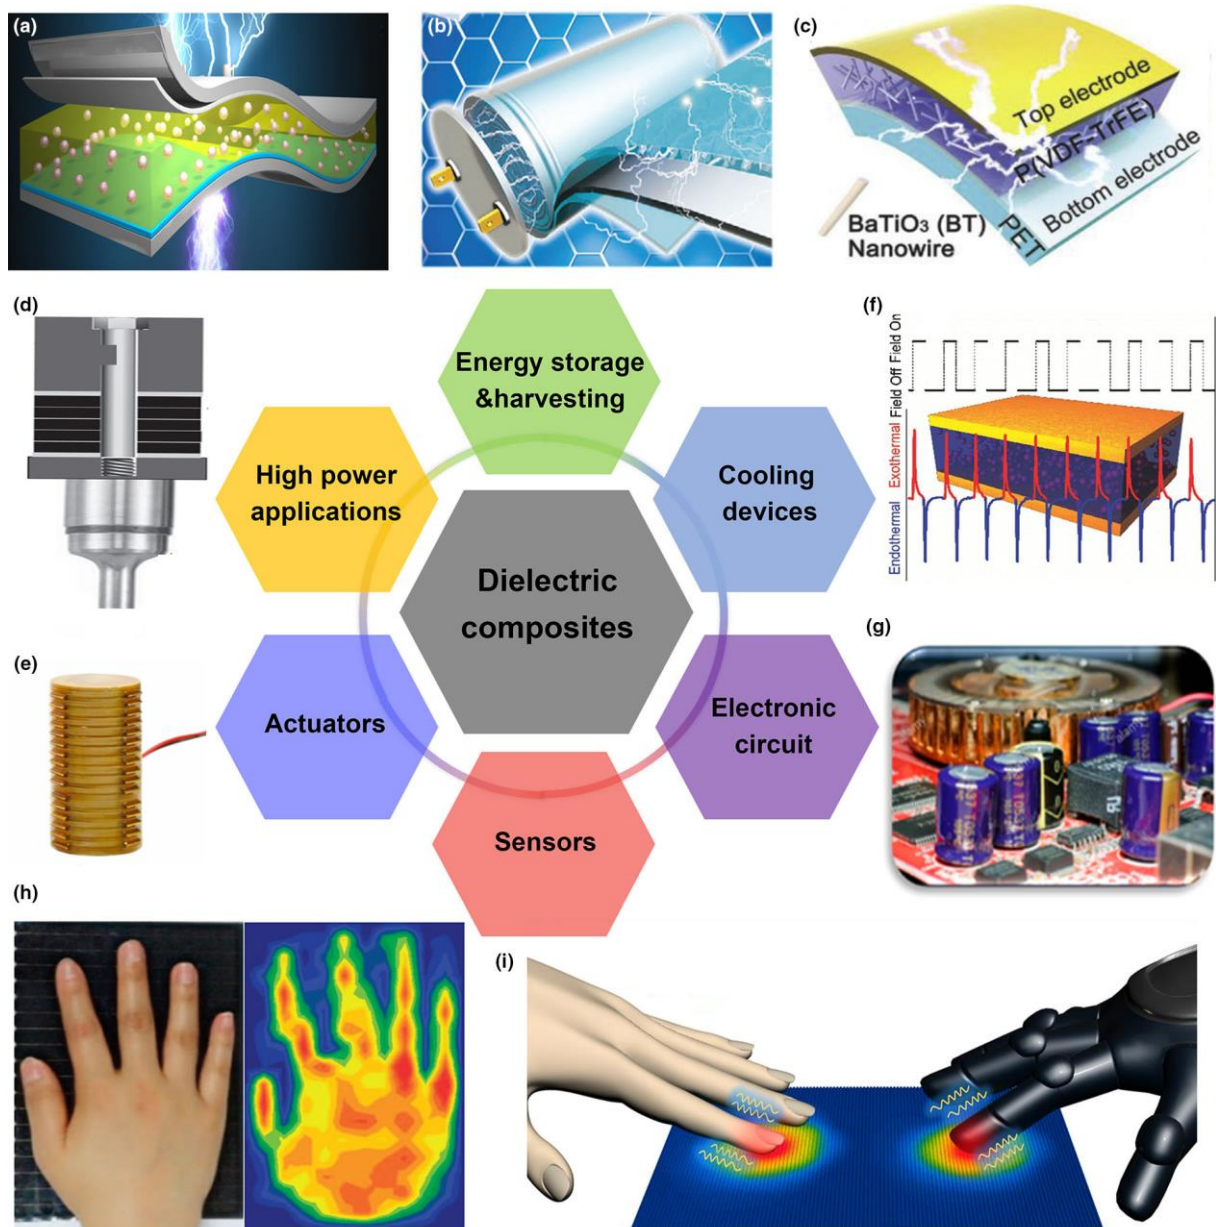 (a)
(b)
(c)
Top electrode
P(VDF-TrFE)
Bottom electrode
PET
BaTiO₃ (BT)
Nanowire
(d)
Energy storage
&harvesting
(f)
Field Off Field On
Exothermal
Endothermal
High power
applications
Cooling
devices
Dielectric
composites
(e)
Actuators
Electronic
circuit
(g)
Sensors
(h)
(i)